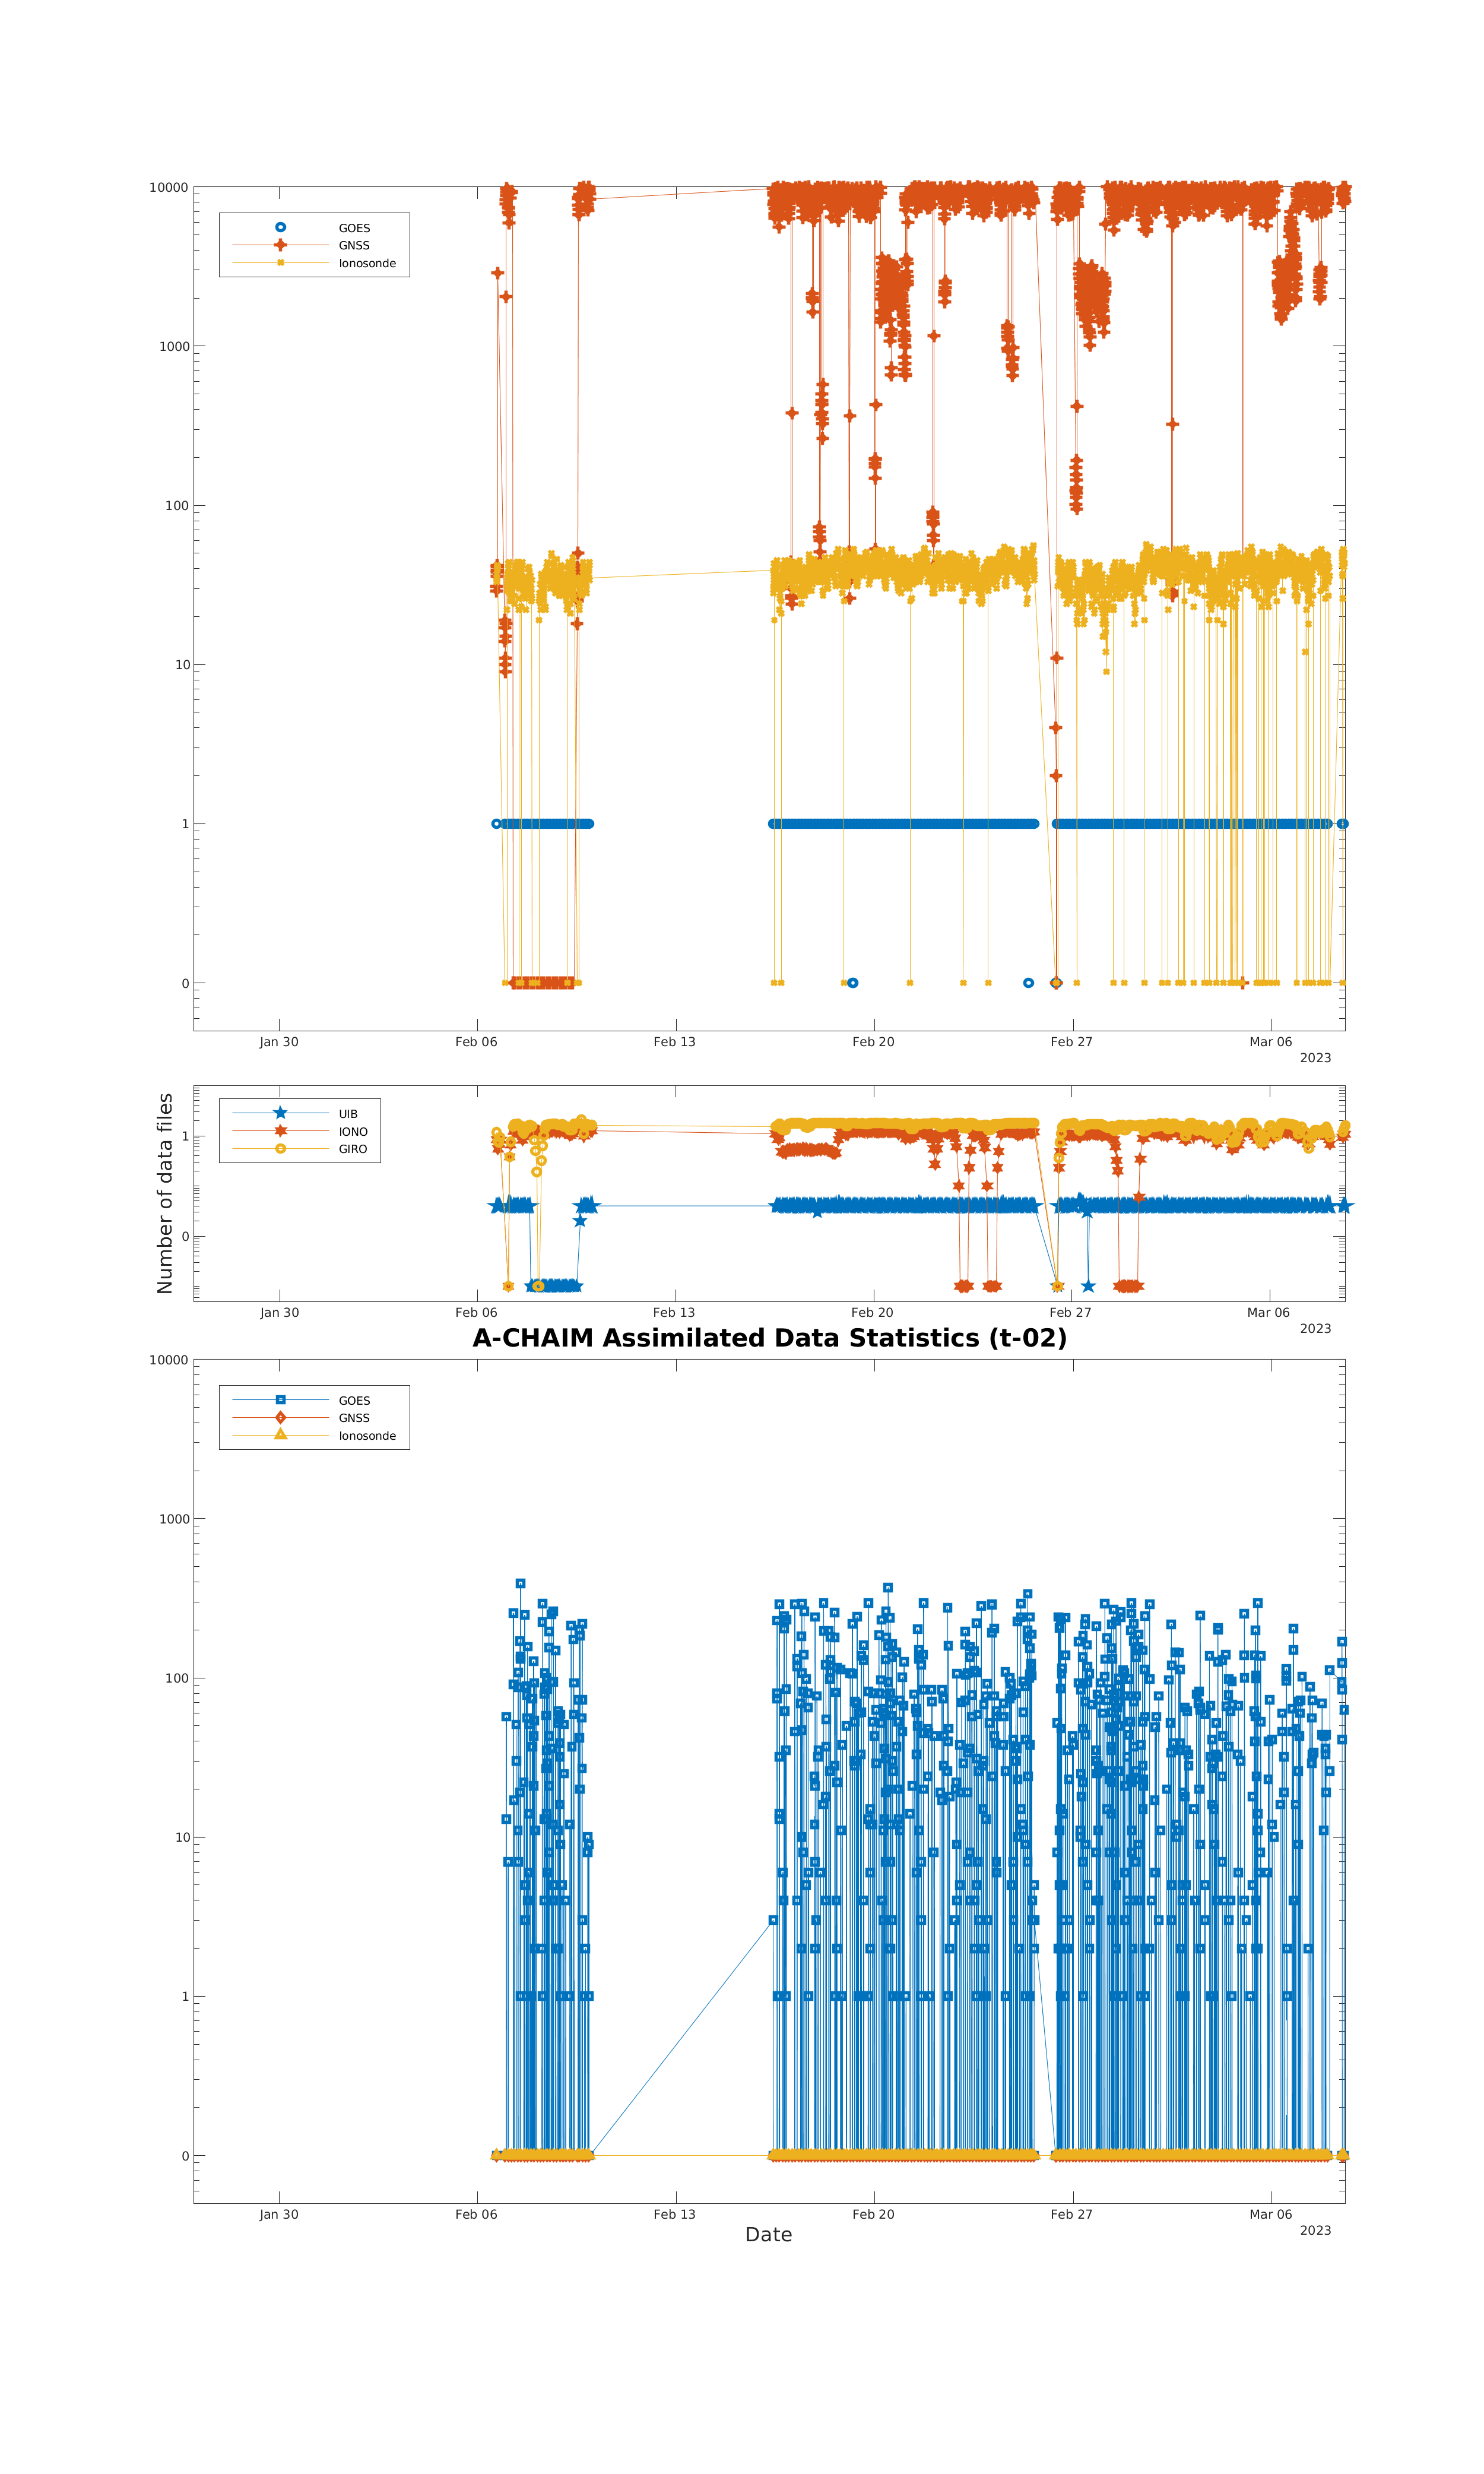 10000
GOES
GNSS
Ionosonde
1000
100
10
1
0
Jan 30 Feb 06 Feb 13 Feb 20 Feb 27 Mar 06
2023
Number of data files
UIB
IONO
GIRO
1
0
Jan 30 Feb 06 Feb 13 Feb 20 Feb 27 Mar 06
2023
A-CHAIM Assimilated Data Statistics (t-02)
10000
GOES
GNSS
Ionosonde
1000
100
10
1
0
Jan 30 Feb 06 Feb 13 Feb 20 Feb 27 Mar 06
2023
Date